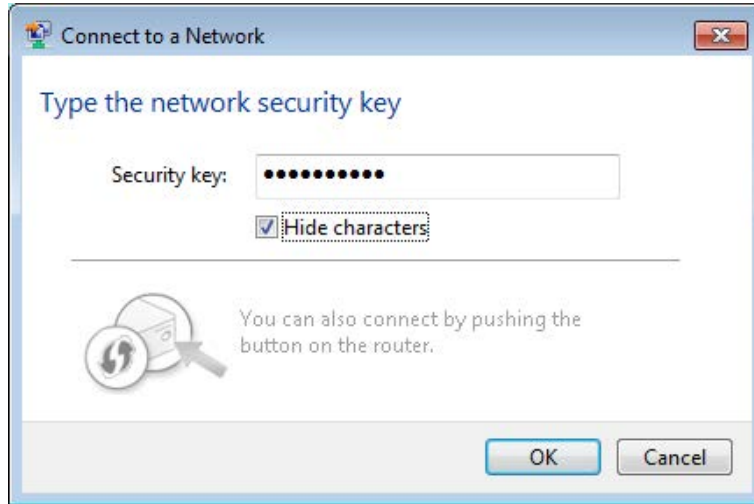 Connect to a Network
Type the network security key
Security key: ••••••••••
Hide characters
You can also connect by pushing the
button on the router.
OK Cancel